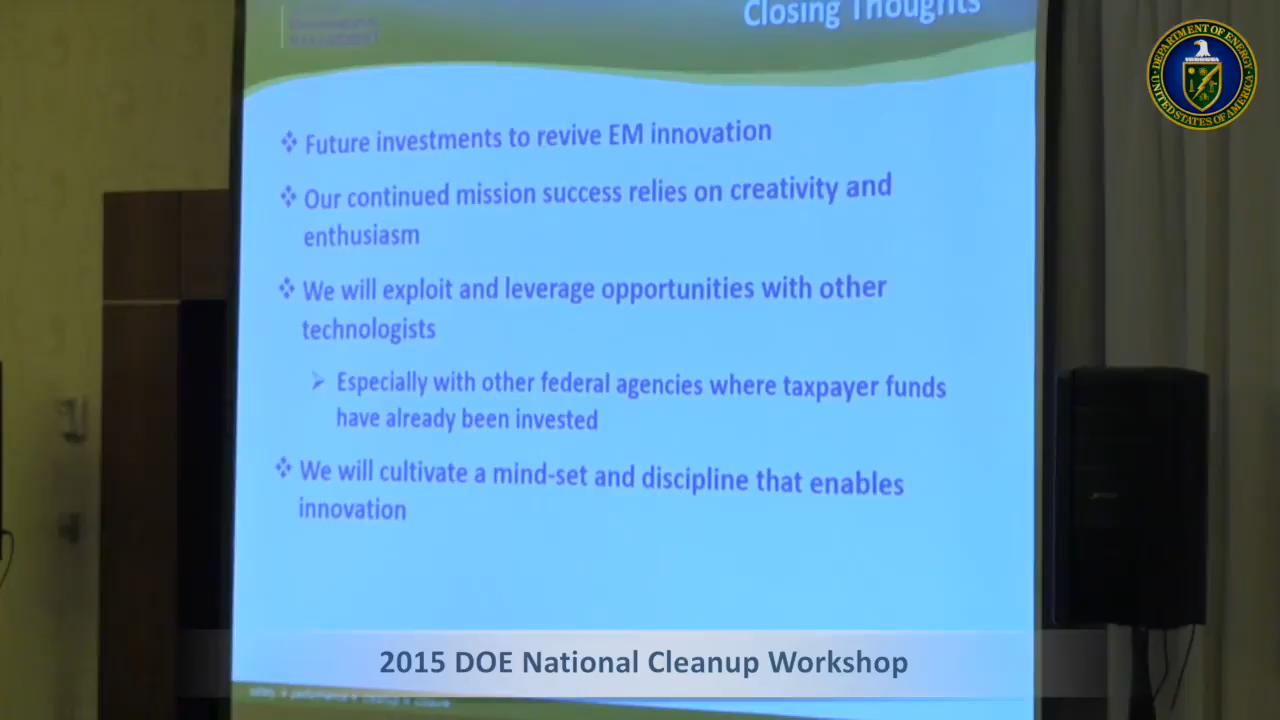 Closing Thoughts
DEPARTMENT OF ENERGY
UNITED STATES OF AMERICA
❖ Future investments to revive EM innovation
❖ Our continued mission success relies on creativity and
enthusiasm
❖ We will exploit and leverage opportunities with other
technologists
➢ Especially with other federal agencies where taxpayer funds
have already been invested
❖ We will cultivate a mind-set and discipline that enables
innovation
2015 DOE National Cleanup Workshop